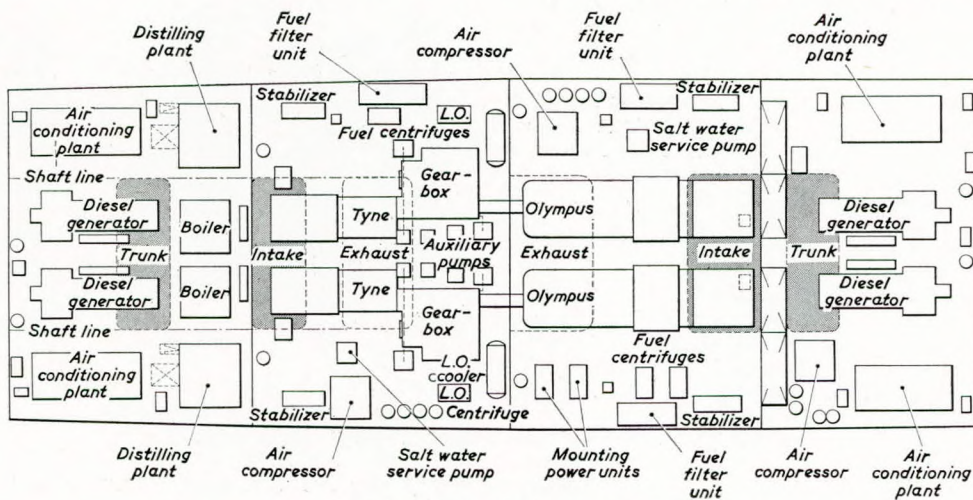 Distilling
plant
Fuel
filter
unit
Air
compressor
Fuel
filter
unit
Air
conditioning
plant
Air
conditioning
plant
Stabilizer
L.O.
Fuel centrifuges
Stabilizer
Salt water
service pump
Shaft line
Gear-
box
Diesel
generator
Boiler
Tyne
Olympus
Diesel
generator
Trunk
Intake
Exhaust
Auxiliary
pumps
Exhaust
Intake
Trunk
Diesel
generator
Boiler
Tyne
Gear-
box
Olympus
Diesel
generator
Shaft line
Air
conditioning
plant
L.O.
cooler
L.O.
Fuel
centrifuges
Stabilizer
Centrifuge
Stabilizer
Distilling
plant
Air
compressor
Salt water
service pump
Mounting
power units
Fuel
filter
unit
Air
compressor
Air
conditioning
plant